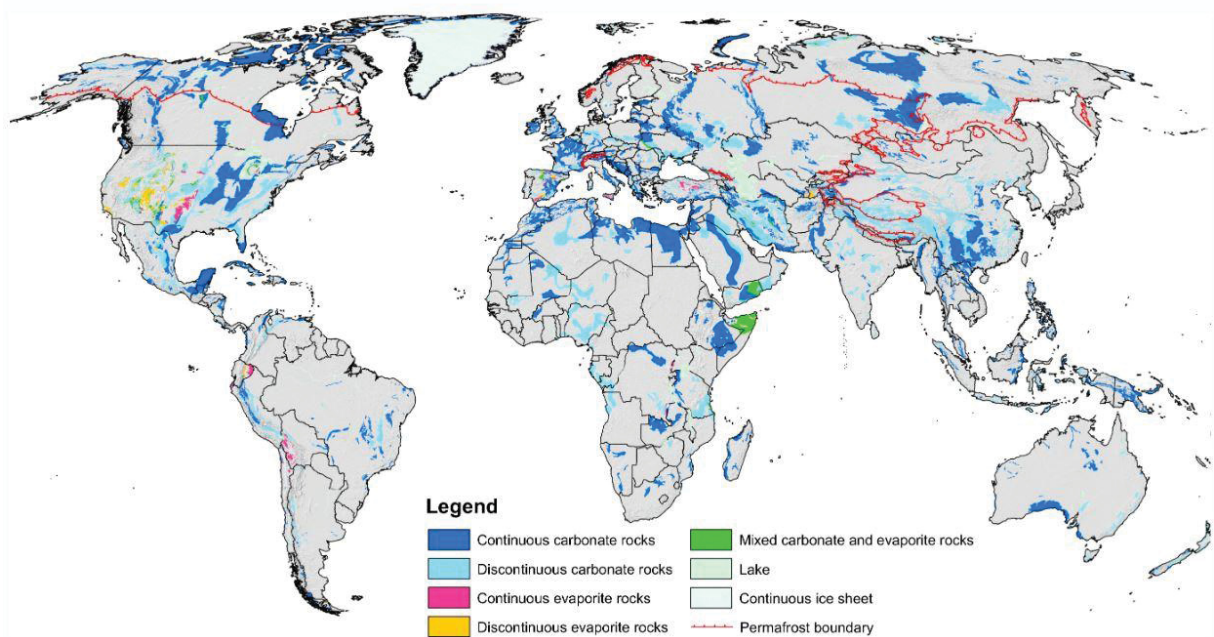 Legend
Continuous carbonate rocks
Discontinuous carbonate rocks
Continuous evaporite rocks
Discontinuous evaporite rocks
Mixed carbonate and evaporite rocks
Lake
Continuous ice sheet
Permafrost boundary